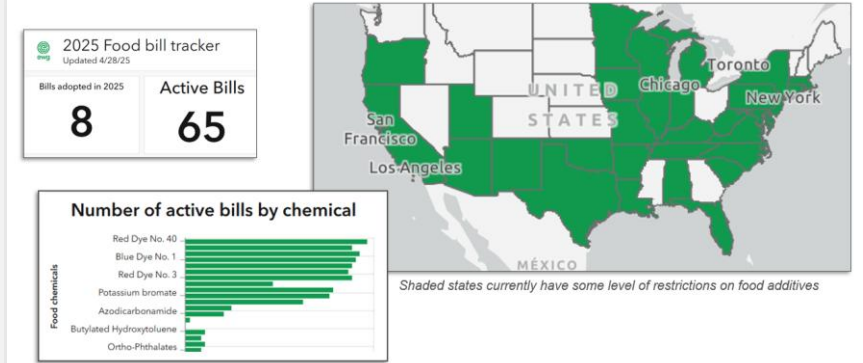 2025 Food bill tracker
ewg
Updated 4/28/25
Bills adopted in 2025
8
Active Bills
65
UNITED
STATES
Toronto
Chicago
New York
San
Francisco
Los Angeles
MÉXICO
Shaded states currently have some level of restrictions on food additives
Number of active bills by chemical
Food chemicals
Red Dye No. 40
Blue Dye No. 1
Red Dye No. 3
Potassium bromate
Azodicarbonamide
Butylated Hydroxytoluene
Ortho-Phthalates